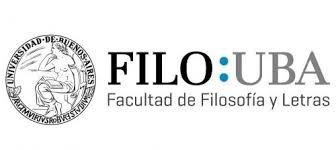 UNIVERSIDAD DE BUENOS AIRES
FILO:UBA
Facultad de Filosofía y Letras